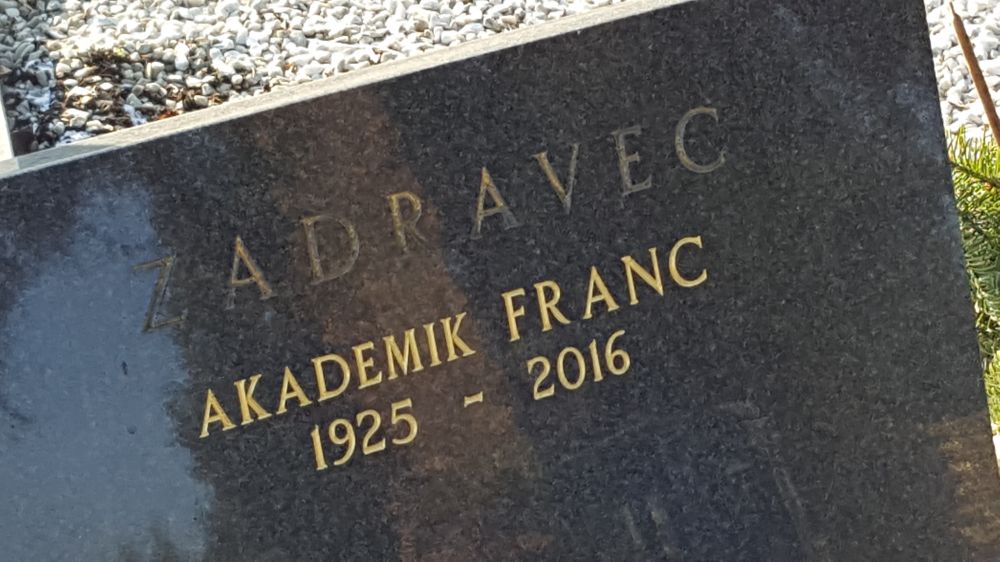 ZADRAVEC
AKADEMIK FRANC
1925 - 2016